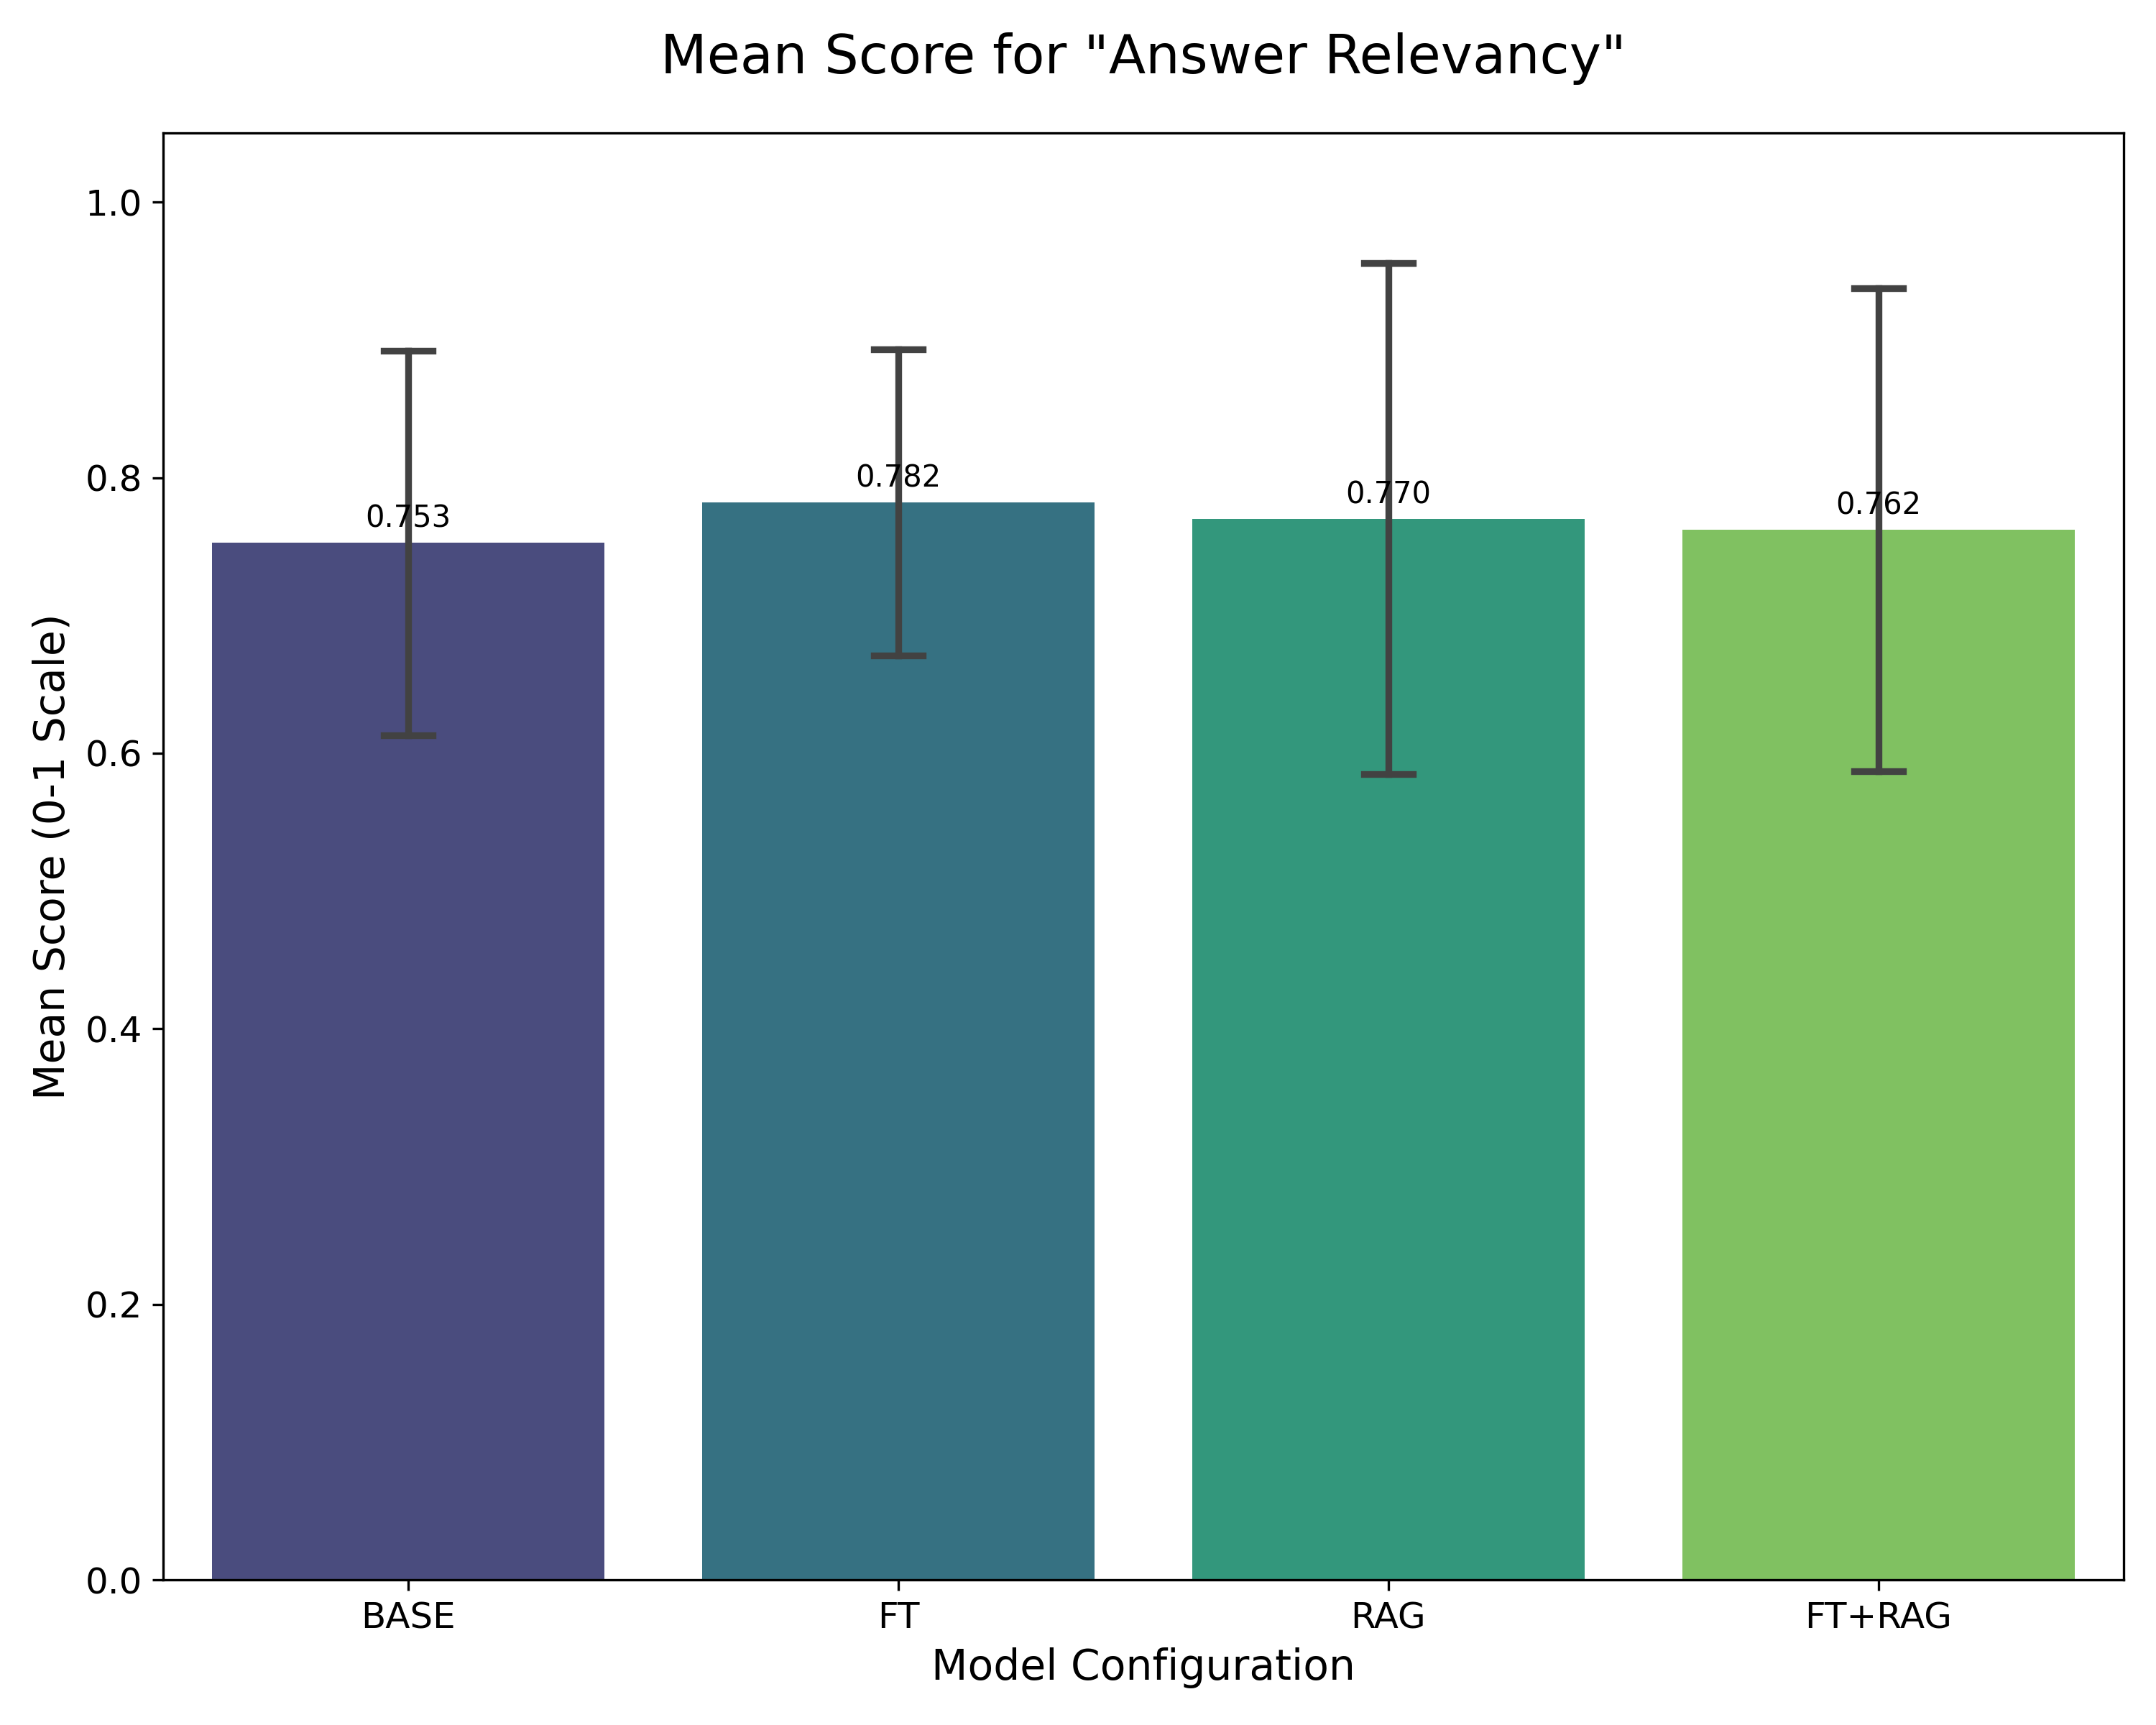 Mean Score for "Answer Relevancy"
Mean Score (0-1 Scale)
1.0
0.8
0.6
0.4
0.2
0.0
0.753
0.782
0.770
0.762
BASE
FT
RAG
FT+RAG
Model Configuration